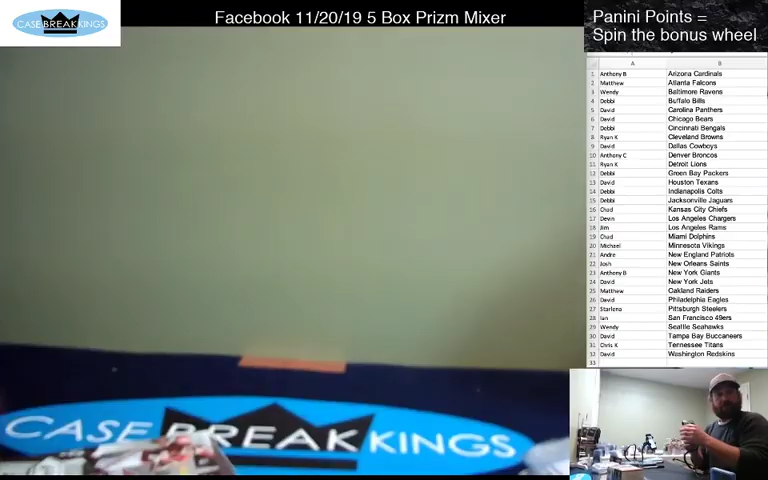 CASE BREAK KINGS
Facebook 11/20/19 5 Box Prizm Mixer
Panini Points =
Spin the bonus wheel
A B
1 Anthony B Arizona Cardinals
2 Matthew Atlanta Falcons
3 Wendy Baltimore Ravens
4 Debbi Buffalo Bills
5 David Carolina Panthers
6 David Chicago Bears
7 Debbi Cincinnati Bengals
8 Ryan K Cleveland Browns
9 David Dallas Cowboys
10 Anthony C Denver Broncos
11 Ryan K Detroit Lions
12 Debbi Green Bay Packers
13 David Houston Texans
14 Debbi Indianapolis Colts
15 Debbi Jacksonville Jaguars
16 Chad Kansas City Chiefs
17 Devin Los Angeles Chargers
18 Jim Los Angeles Rams
19 Chad Miami Dolphins
20 Michael Minnesota Vikings
21 Andre New England Patriots
22 Josh New Orleans Saints
23 Anthony B New York Giants
24 David New York Jets
25 Matthew Oakland Raiders
26 David Philadelphia Eagles
27 Starlena Pittsburgh Steelers
28 Ian San Francisco 49ers
29 Wendy Seattle Seahawks
30 David Tampa Bay Buccaneers
31 Chris K Tennessee Titans
32 David Washington Redskins
33
CASE BREAK KINGS